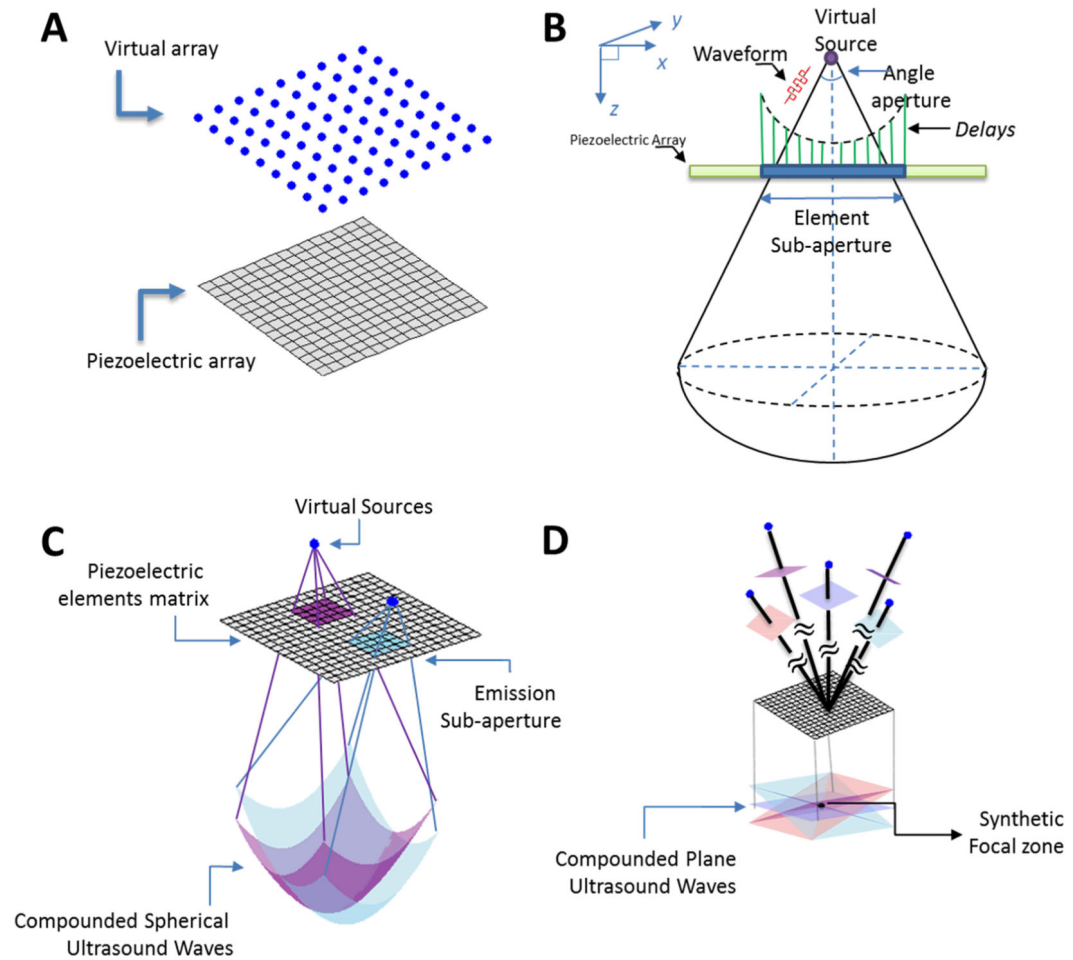 A
Virtual array
Piezoelectric array
B
y
x
z
Waveform
Virtual
Source
Angle
aperture
Delays
Piezoelectric Array
Element
Sub-aperture
C
Virtual Sources
Piezoelectric
elements matrix
Emission
Sub-aperture
Compounded Spherical
Ultrasound Waves
D
Compounded Plane
Ultrasound Waves
Synthetic
Focal zone